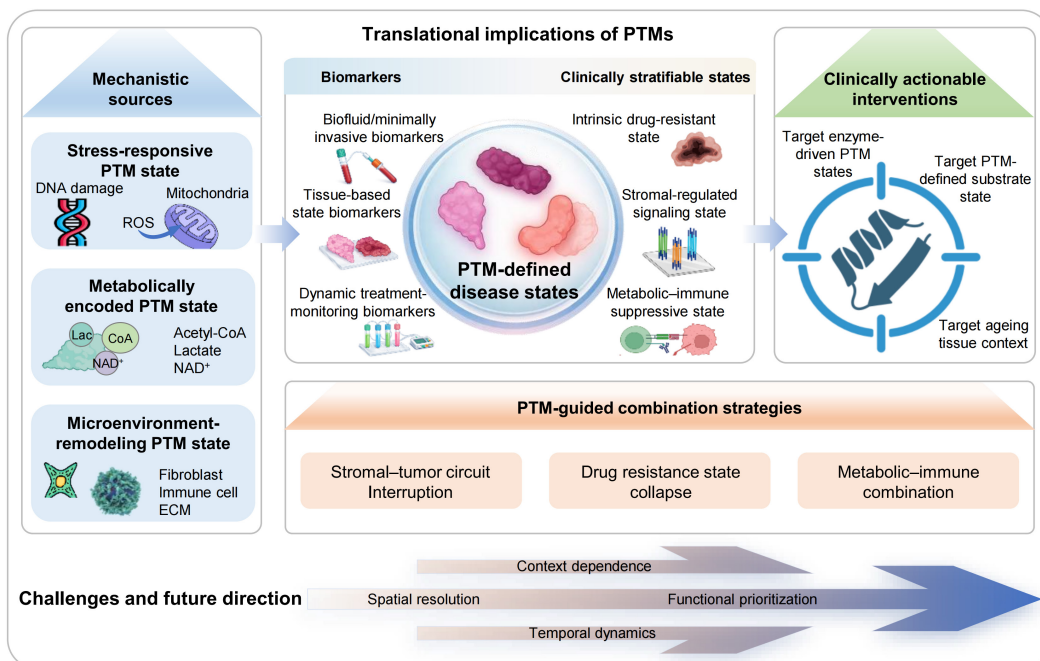 Translational implications of PTMs
Mechanistic
sources
Stress-responsive
PTM state
DNA damage
Mitochondria
ROS
Metabolically
encoded PTM state
Lac
CoA
NAD⁺
Acetyl-CoA
Lactate
NAD⁺
Microenvironment-
remodeling PTM state
Fibroblast
Immune cell
ECM
Biomarkers
Clinically stratifiable states
Biofluid/minimally
invasive biomarkers
Tissue-based
state biomarkers
Dynamic treatment-
monitoring biomarkers
PTM-defined
disease states
Intrinsic drug-resistant
state
Stromal-regulated
signaling state
Metabolic–immune
suppressive state
Clinically actionable
interventions
Target enzyme-
driven PTM
states
Target PTM-
defined substrate
state
Target ageing
tissue context
PTM-guided combination strategies
Stromal–tumor circuit
Interruption
Drug resistance state
collapse
Metabolic–immune
combination
Challenges and future direction
Context dependence
Spatial resolution
Functional prioritization
Temporal dynamics